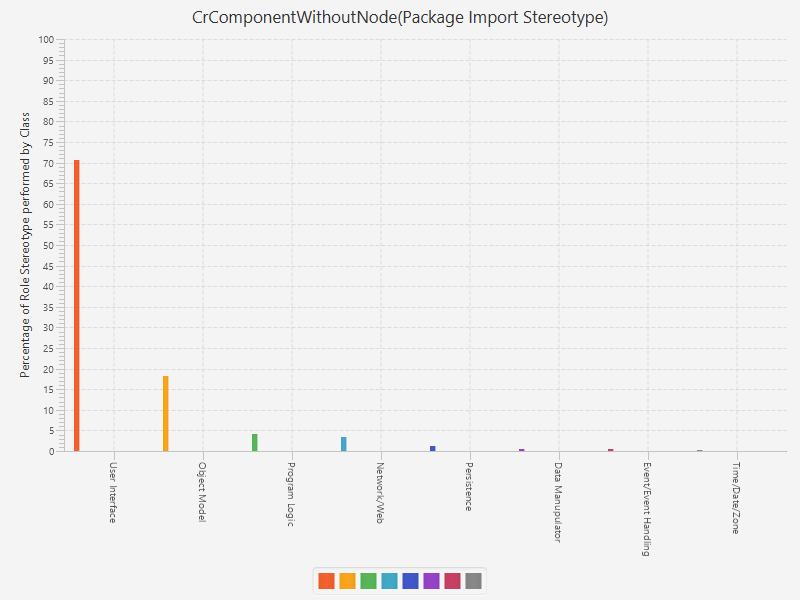 CrComponentWithoutNode(Package Import Stereotype)
Percentage of Role Stereotype performed by Class
100
95
90
85
80
75
70
65
60
55
50
45
40
35
30
25
20
15
10
5
0
User Interface
Object Model
Program Logic
Network/Web
Persistence
Data Manupulator
Event/Event Handling
Time/Date/Zone